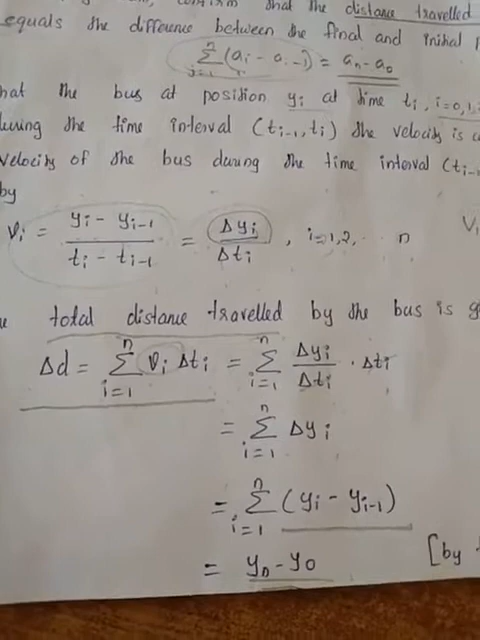 that the distance travelled
equals the difference between the final and initial
n Σ i=1 (aᵢ - aᵢ₋₁) = aₙ - a₀
that the bus at position yᵢ at time tᵢ, i=0,1,
during the time interval (tᵢ₋₁, tᵢ) the velocity is
velocity of the bus during the time interval (tᵢ₋
by
vᵢ = (yᵢ - yᵢ₋₁)/(tᵢ - tᵢ₋₁) = Δyᵢ/Δtᵢ, i=1,2,.. n
total distance travelled by the bus is
Δd = n Σ i=1 vᵢ Δtᵢ = n Σ i=1 Δyᵢ/Δtᵢ · Δtᵢ
= n Σ i=1 Δyᵢ
= n Σ i=1 (yᵢ - yᵢ₋₁)
= yₙ - y₀ [by